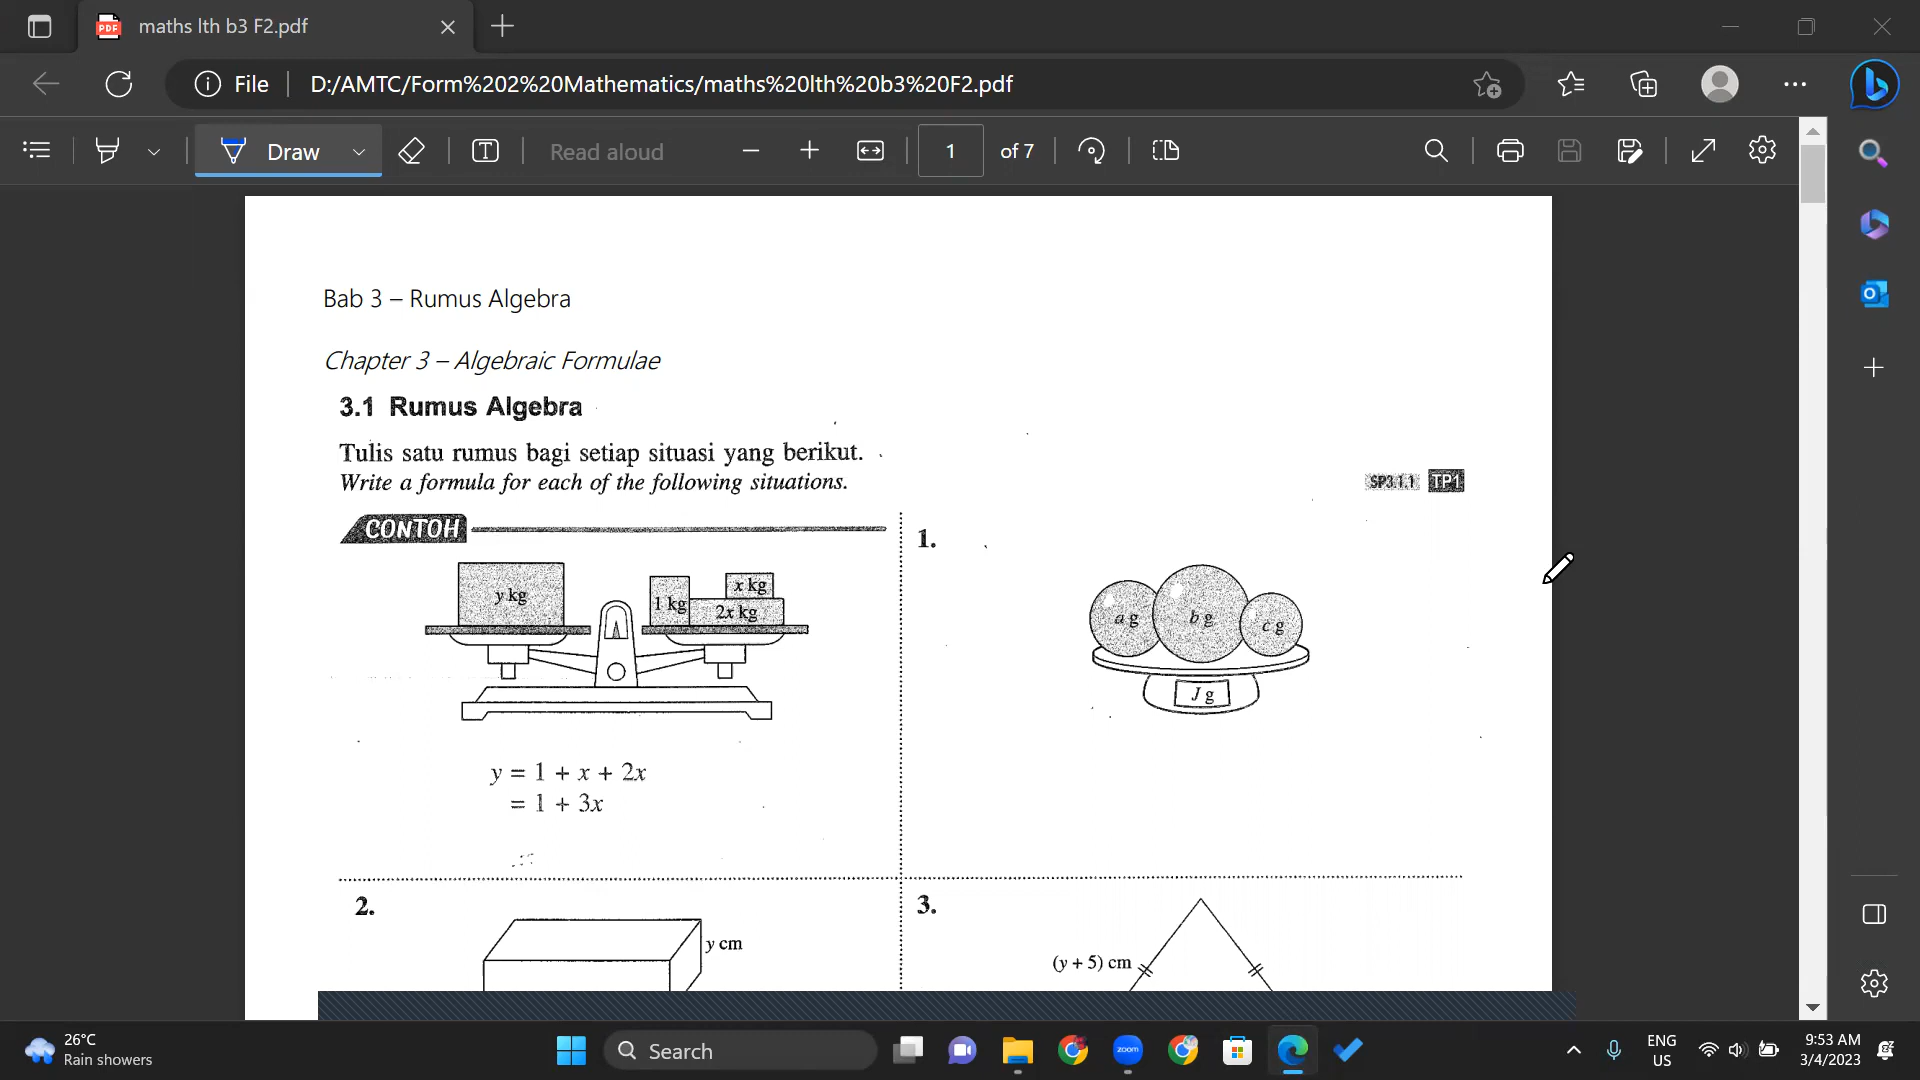 maths lth b3 F2.pdf
File
D:/AMTC/Form%202%20Mathematics/maths%20lth%20b3%20F2.pdf
Draw
Read aloud
1
of 7
Bab 3 – Rumus Algebra
Chapter 3 – Algebraic Formulae
3.1 Rumus Algebra
Tulis satu rumus bagi setiap situasi yang berikut.
Write a formula for each of the following situations.
SP3.1.1 TP1
CONTOH
y kg
1 kg
x kg
2x kg
y = 1 + x + 2x
= 1 + 3x
1.
a g
b g
c g
J g
2.
y cm
3.
(y + 5) cm
26°C
Rain showers
Search
zoom
ENG
US
9:53 AM
3/4/2023